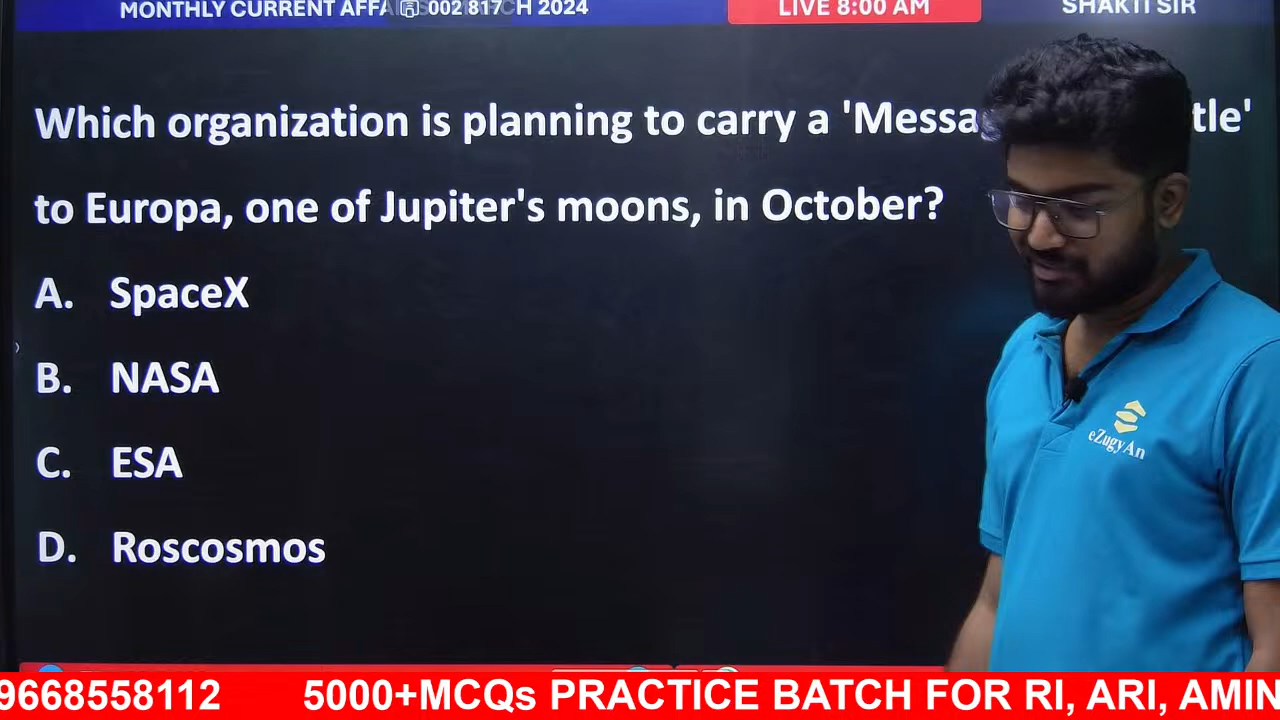 MONTHLY CURRENT AFFA 002 817 CH 2024
LIVE 8:00 AM
SHAKTI SIR
Which organization is planning to carry a 'Messa tle'
to Europa, one of Jupiter's moons, in October?
A. SpaceX
B. NASA
C. ESA
D. Roscosmos
eZugyAn
9668558112 5000+MCQs PRACTICE BATCH FOR RI, ARI, AMIN